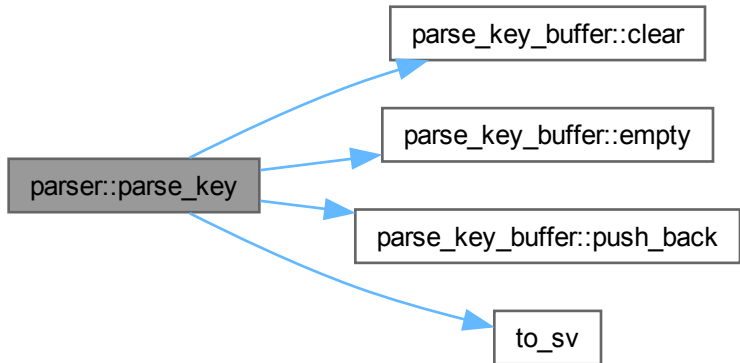 parse_key_buffer::clear
parse_key_buffer::empty
parser::parse_key
parse_key_buffer::push_back
to_sv